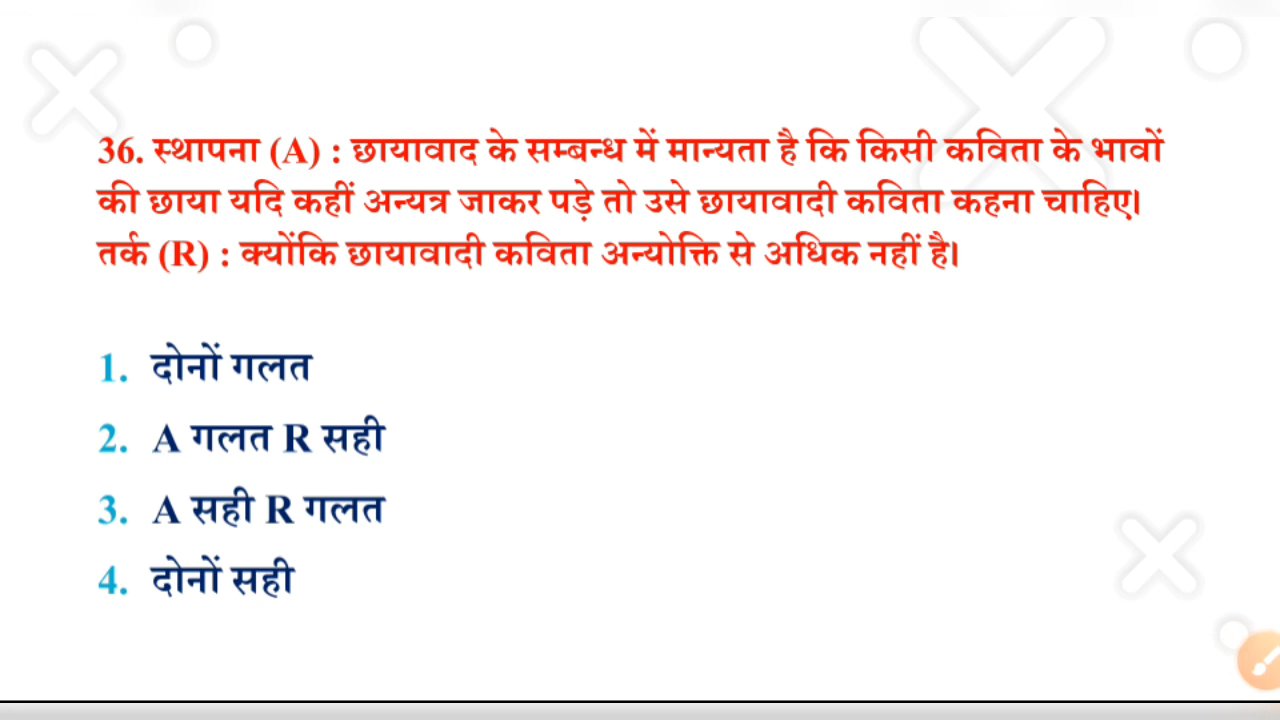 36. स्थापना (A) : छायावाद के सम्बन्ध में मान्यता है कि किसी कविता के भावों
की छाया यदि कहीं अन्यत्र जाकर पड़े तो उसे छायावादी कविता कहना चाहिए।
तर्क (R) : क्योंकि छायावादी कविता अन्योक्ति से अधिक नहीं है।
1. दोनों गलत
2. A गलत R सही
3. A सही R गलत
4. दोनों सही